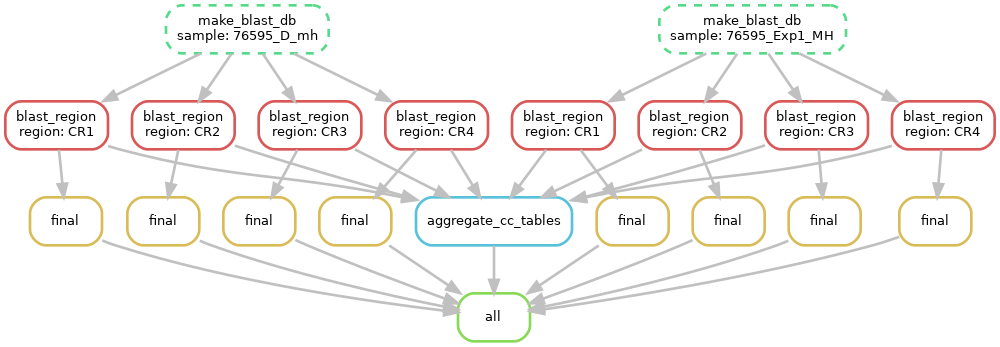 make_blast_db
sample: 76595_D_mh
make_blast_db
sample: 76595_Exp1_MH
blast_region
region: CR1
blast_region
region: CR2
blast_region
region: CR3
blast_region
region: CR4
blast_region
region: CR1
blast_region
region: CR2
blast_region
region: CR3
blast_region
region: CR4
final
final
final
final
aggregate_cc_tables
final
final
final
final
all